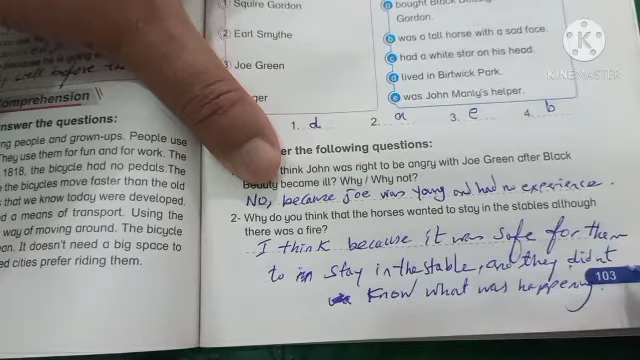 1 Squire Gordon
2 Earl Smythe
3 Joe Green
a bought Black
Gordon.
b was a tall horse with a sad face.
c had a white star on his head.
d lived in Birtwick Park.
e was John Manly's helper.
1. d 2. a 3. e 4. b
the following questions:
think John was right to be angry with Joe Green after Black
Beauty became ill? Why / Why not?
No, because Joe was young and had no experience.
2- Why do you think that the horses wanted to stay in the stables although
there was a fire?
I think because it was safe for them
to stay in the stable, and they didn't
know what was happening.
103
will before
omprehension
nswer the questions:
ng people and grown-ups. People use
They use them for fun and for work. The
1818, the bicycle had no pedals. The
the bicycles move faster than the old
that we know today were developed.
d a means of transport. Using the
way of moving around. The bicycle
ean. It doesn't need a big space to
ed cities prefer riding them.
K
KINEMASTER